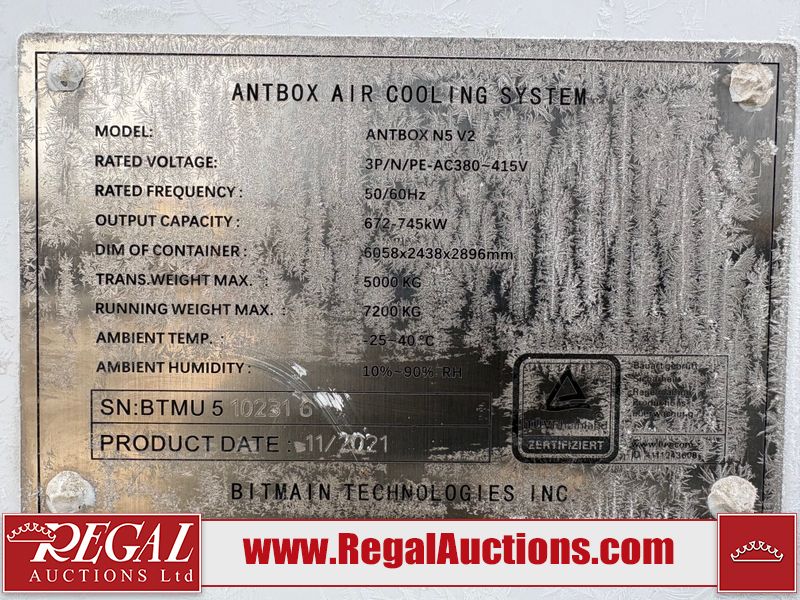 ANTBOX AIR COOLING SYSTEM
MODEL: ANTBOX N5 V2
RATED VOLTAGE: 3P/N/PE-AC380~415V
RATED FREQUENCY: 50/60Hz
OUTPUT CAPACITY: 672-745kW
DIM OF CONTAINER: 6058x2438x2896mm
TRANS.WEIGHT MAX. : 5000 KG
RUNNING WEIGHT MAX. : 7200 KG
AMBIENT TEMP. : -25~40 °C
AMBIENT HUMIDITY: 10%~90% RH
Bauart geprüft
SN:BTMU 5 102316
ZERTIFIZIERT
PRODUCT DATE: 11/2021
BITMAIN TECHNOLOGIES INC.
REGAL
AUCTIONS Ltd
www.RegalAuctions.com